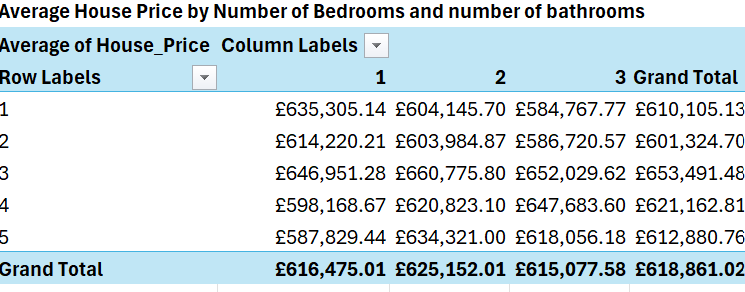 Average House Price by Number of Bedrooms and number of bathrooms
Average of House_Price Column Labels
Row Labels 1 2 3 Grand Total
1 £635,305.14 £604,145.70 £584,767.77 £610,105.13
2 £614,220.21 £603,984.87 £586,720.57 £601,324.70
3 £646,951.28 £660,775.80 £652,029.62 £653,491.48
4 £598,168.67 £620,823.10 £647,683.60 £621,162.81
5 £587,829.44 £634,321.00 £618,056.18 £612,880.76
Grand Total £616,475.01 £625,152.01 £615,077.58 £618,861.02